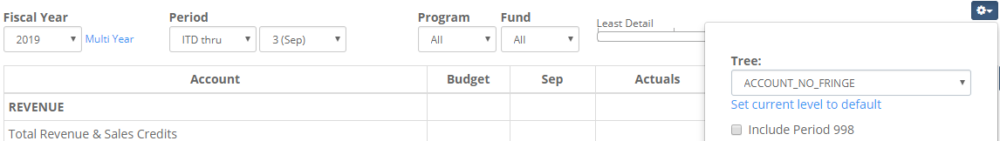 Fiscal Year Period Program Fund Least Detail
2019 Multi Year ITD thru 3 (Sep) All All
Tree:
Account Budget Sep Actuals ACCOUNT_NO_FRINGE
Set current level to default
REVENUE
Include Period 998
Total Revenue & Sales Credits